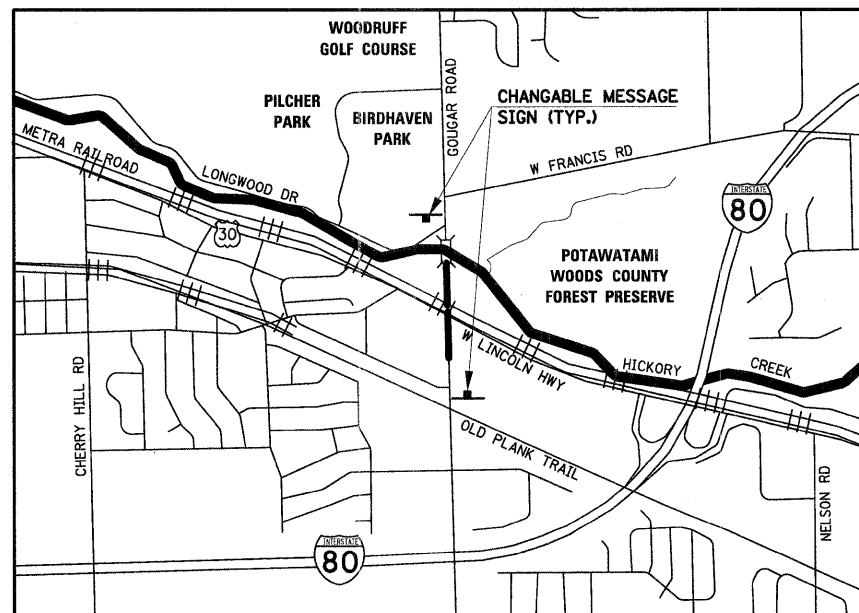 WOODRUFF
GOLF COURSE
GOUGAR ROAD
CHANGABLE MESSAGE
SIGN (TYP.)
PILCHER
PARK
BIRDHAVEN
PARK
METRA RAILROAD
LONGWOOD DR
W FRANCIS RD
INTERSTATE
80
30
POTAWATAMI
WOODS COUNTY
FOREST PRESERVE
W LINCOLN HWY
HICKORY
CREEK
CHERRY HILL RD
OLD PLANK TRAIL
NELSON RD
INTERSTATE
80